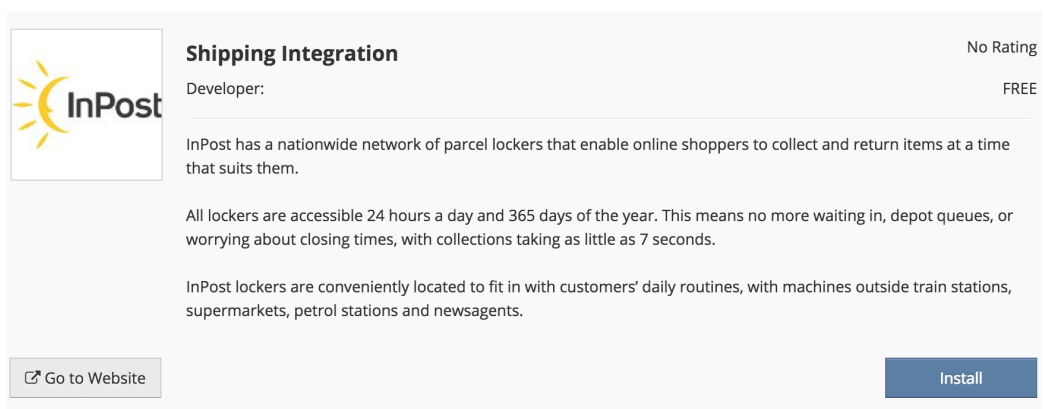 InPost
Shipping Integration
No Rating
Developer:
FREE
InPost has a nationwide network of parcel lockers that enable online shoppers to collect and return items at a time
that suits them.
All lockers are accessible 24 hours a day and 365 days of the year. This means no more waiting in, depot queues, or
worrying about closing times, with collections taking as little as 7 seconds.
InPost lockers are conveniently located to fit in with customers’ daily routines, with machines outside train stations,
supermarkets, petrol stations and newsagents.
Go to Website
Install